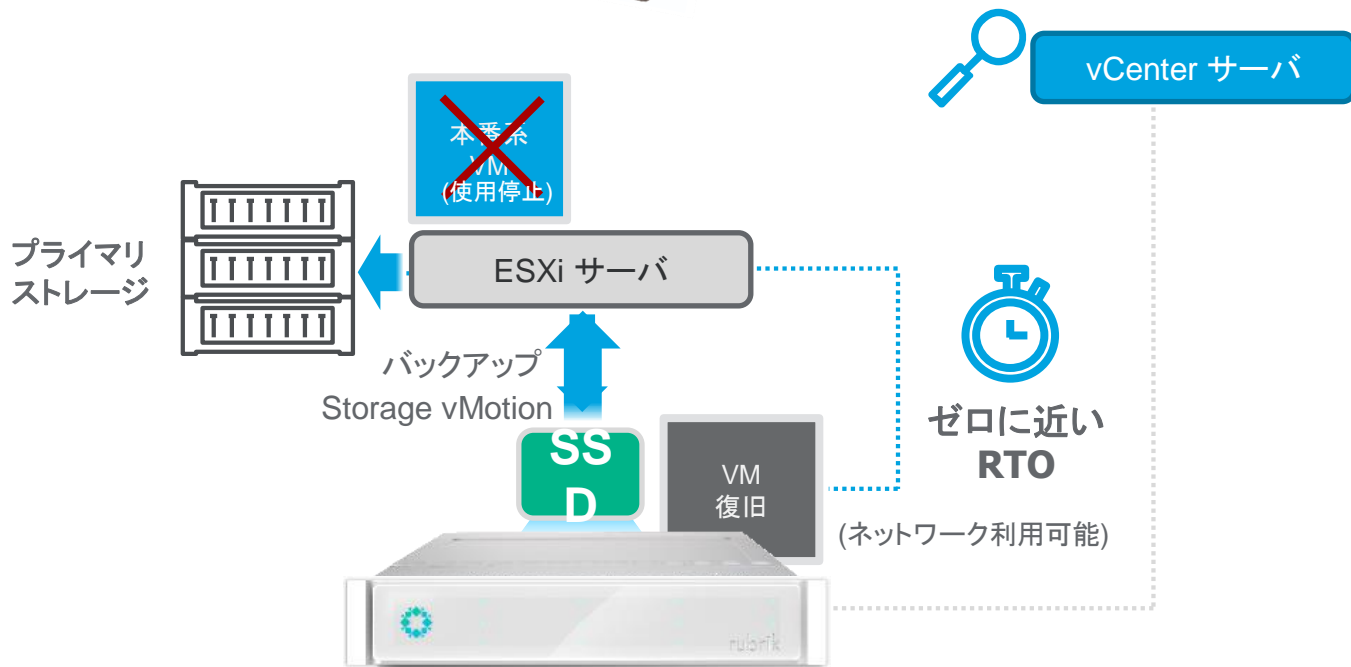 vCenter サーバ
本番系
VM
(使用停止)
プライマリ
ストレージ
ESXi サーバ
バックアップ
Storage vMotion
SS
D
VM
復旧
ゼロに近い
RTO
(ネットワーク利用可能)
rubrik